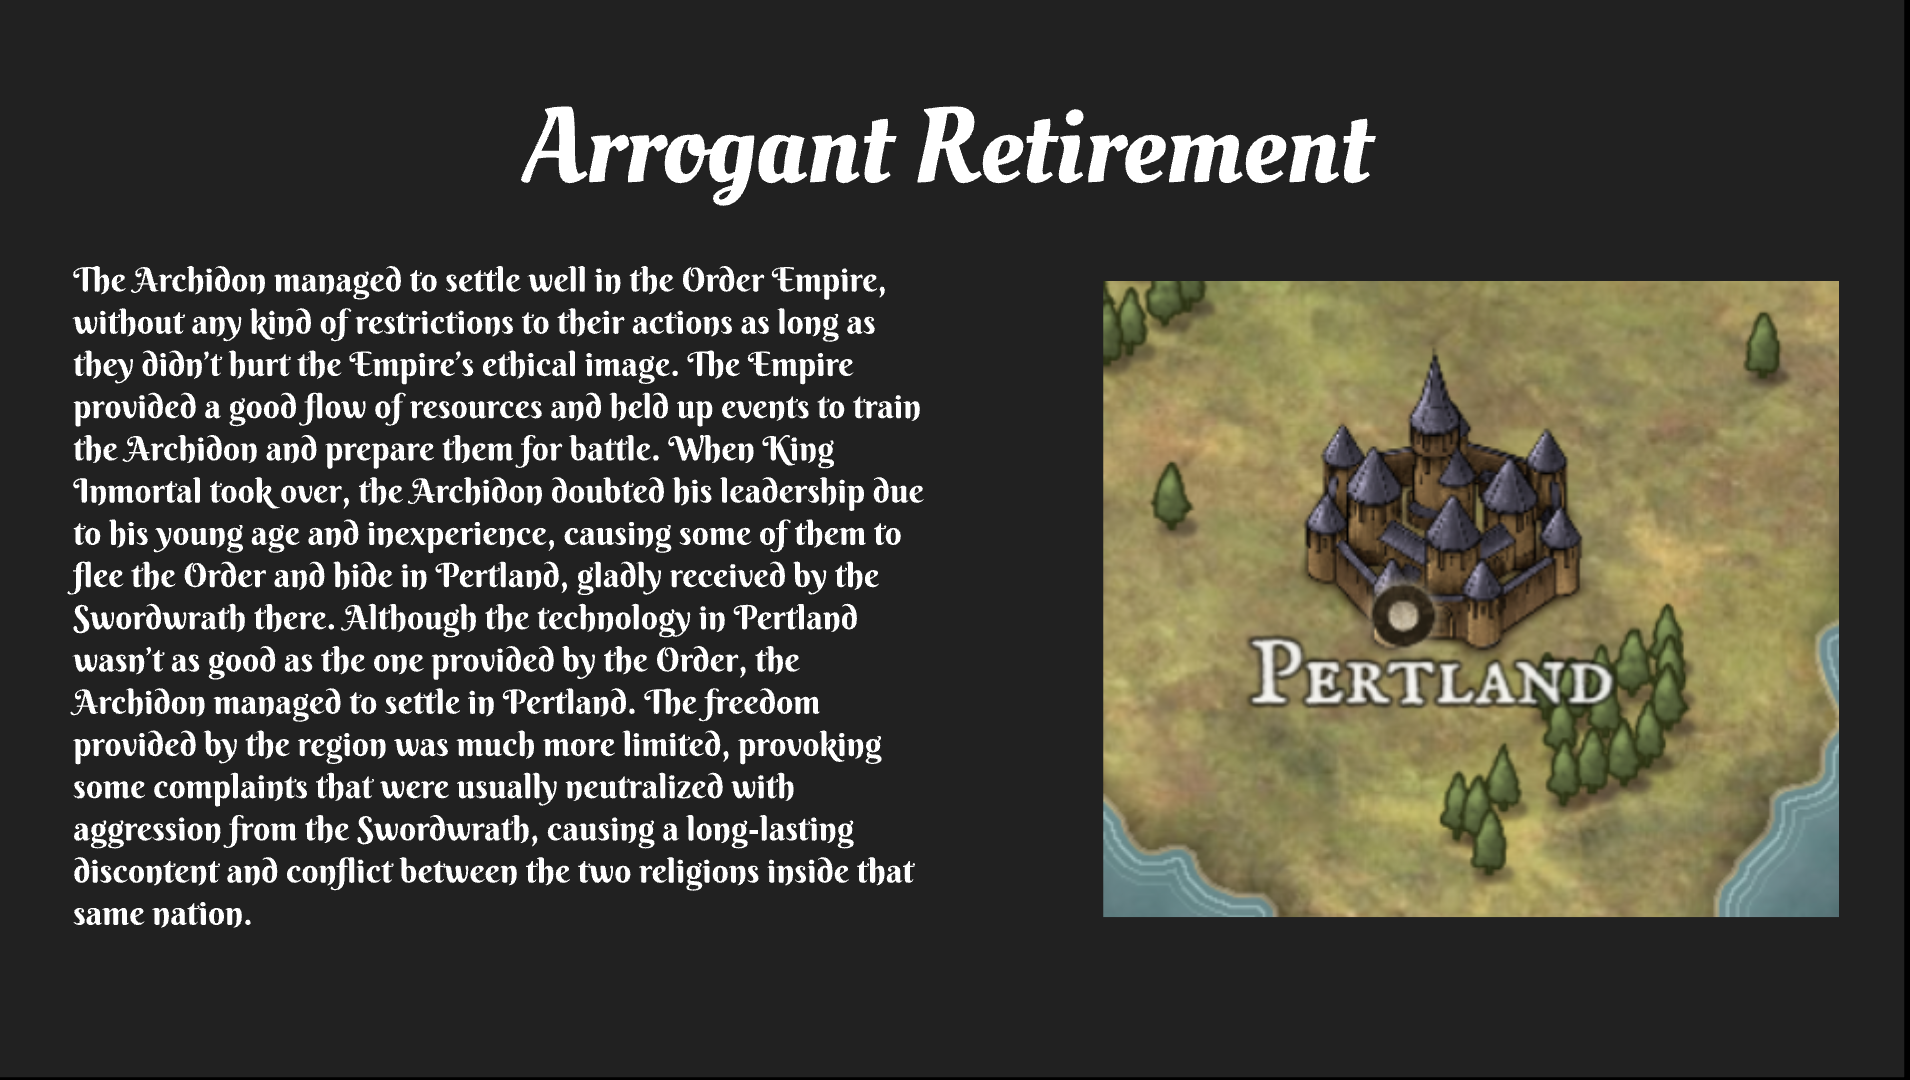 Arrogant Retirement
The Archidon managed to settle well in the Order Empire,
without any kind of restrictions to their actions as long as
they didn't hurt the Empire's ethical image. The Empire
provided a good flow of resources and held up events to train
the Archidon and prepare them for battle. When King
Inmortal took over, the Archidon doubted his leadership due
to his young age and inexperience, causing some of them to
flee the Order and hide in Pertland, gladly received by the
Swordwrath there. Although the technology in Pertland
wasn't as good as the one provided by the Order, the
Archidon managed to settle in Pertland. The freedom
provided by the region was much more limited, provoking
some complaints that were usually neutralized with
aggression from the Swordwrath, causing a long-lasting
discontent and conflict between the two religions inside that
same nation.
PERTLAND